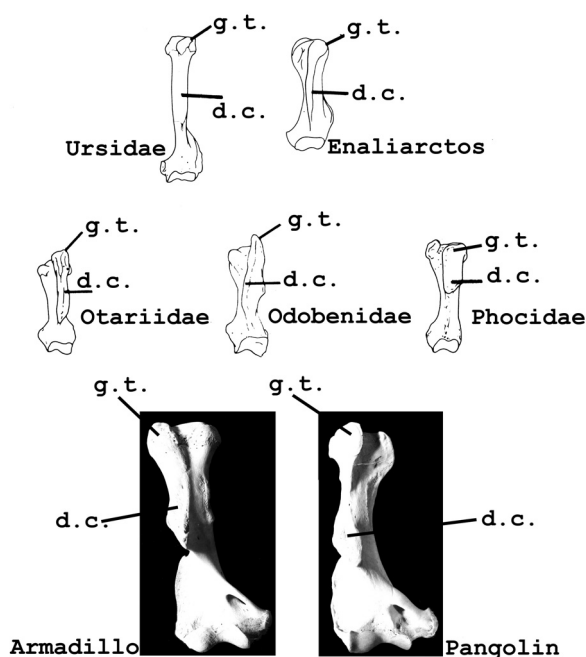 g.t.
g.t.
d.c.
d.c.
Ursidae
Enaliarctos
g.t.
g.t.
g.t.
d.c.
d.c.
d.c.
Otariidae
Odobenidae
Phocidae
g.t.
g.t.
d.c.
d.c.
Armadillo
Pangolin